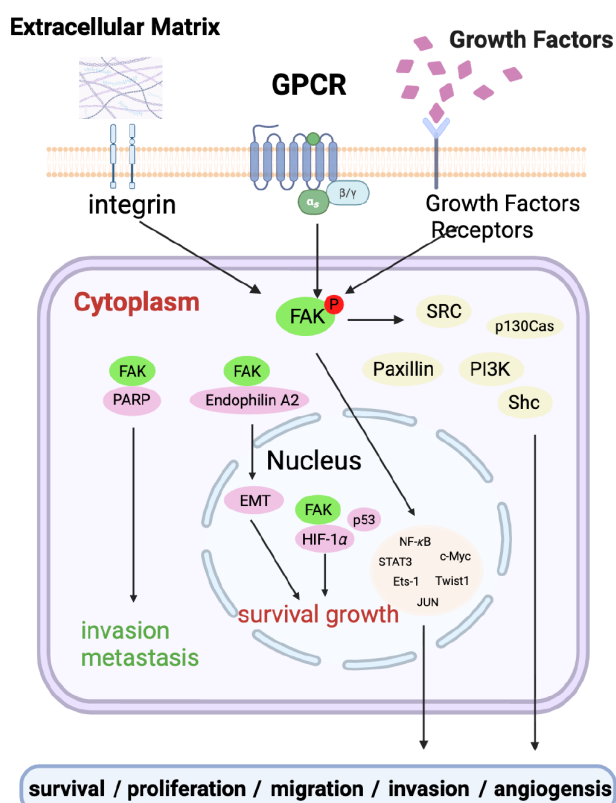 Extracellular Matrix
Growth Factors
GPCR
β/γ
αs
integrin
Growth Factors
Receptors
Cytoplasm
P
FAK
SRC
p130Cas
FAK
PARP
FAK
Endophilin A2
Paxillin
PI3K
Shc
Nucleus
EMT
FAK
p53
HIF-1α
NF-κB
STAT3
c-Myc
Ets-1
Twist1
JUN
survival growth
invasion
metastasis
survival / proliferation / migration / invasion / angiogensis